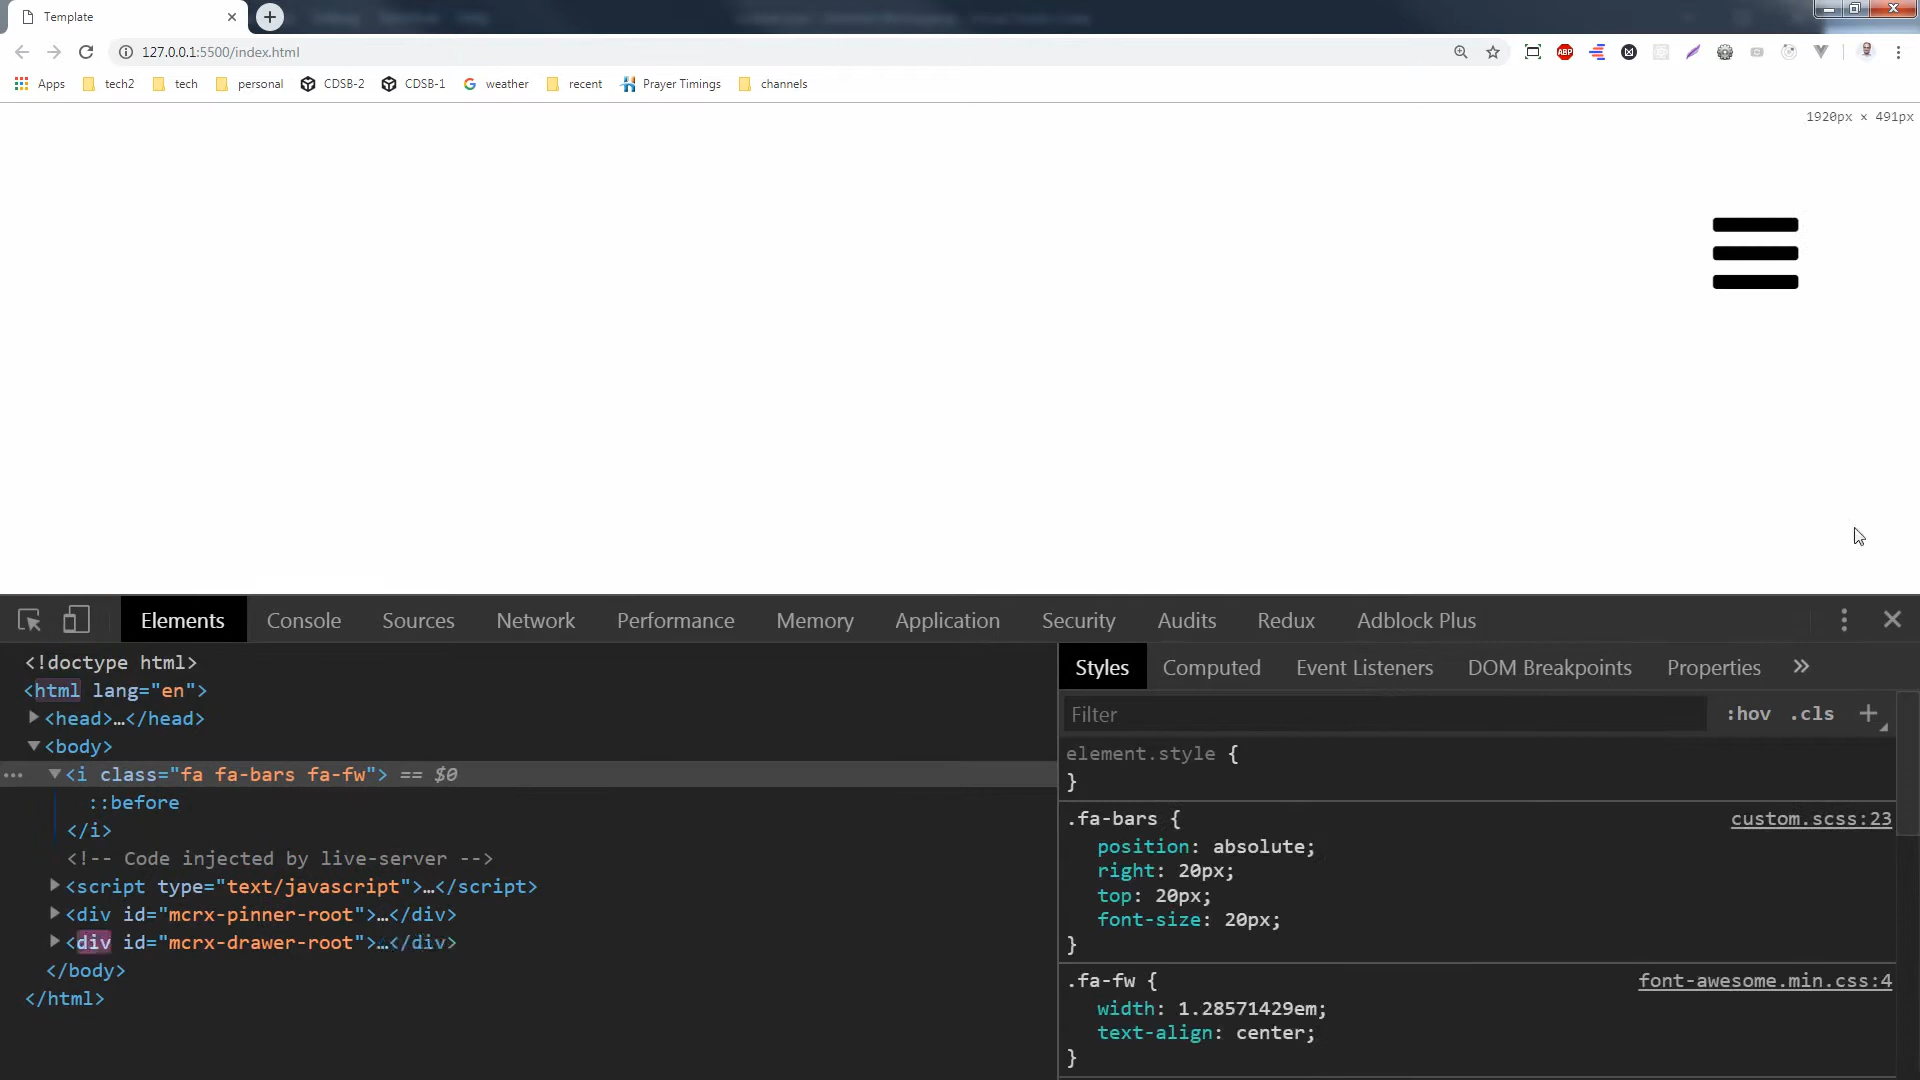 Template
127.0.0.1:5500/index.html
ABP
Apps tech2 tech personal CDSB-2 CDSB-1 weather recent Prayer Timings channels
1920px × 491px
Elements Console Sources Network Performance Memory Application Security Audits Redux Adblock Plus
<!doctype html>
<html lang="en">
<head>…</head>
<body>
<i class="fa fa-bars fa-fw"> == $0
::before
</i>
<!-- Code injected by live-server -->
<script type="text/javascript">…</script>
<div id="mcrx-pinner-root">…</div>
<div id="mcrx-drawer-root">…</div>
</body>
</html>
Styles Computed Event Listeners DOM Breakpoints Properties »
Filter :hov .cls +
element.style {
}
.fa-bars { custom.scss:23
position: absolute;
right: 20px;
top: 20px;
font-size: 20px;
}
.fa-fw { font-awesome.min.css:4
width: 1.28571429em;
text-align: center;
}